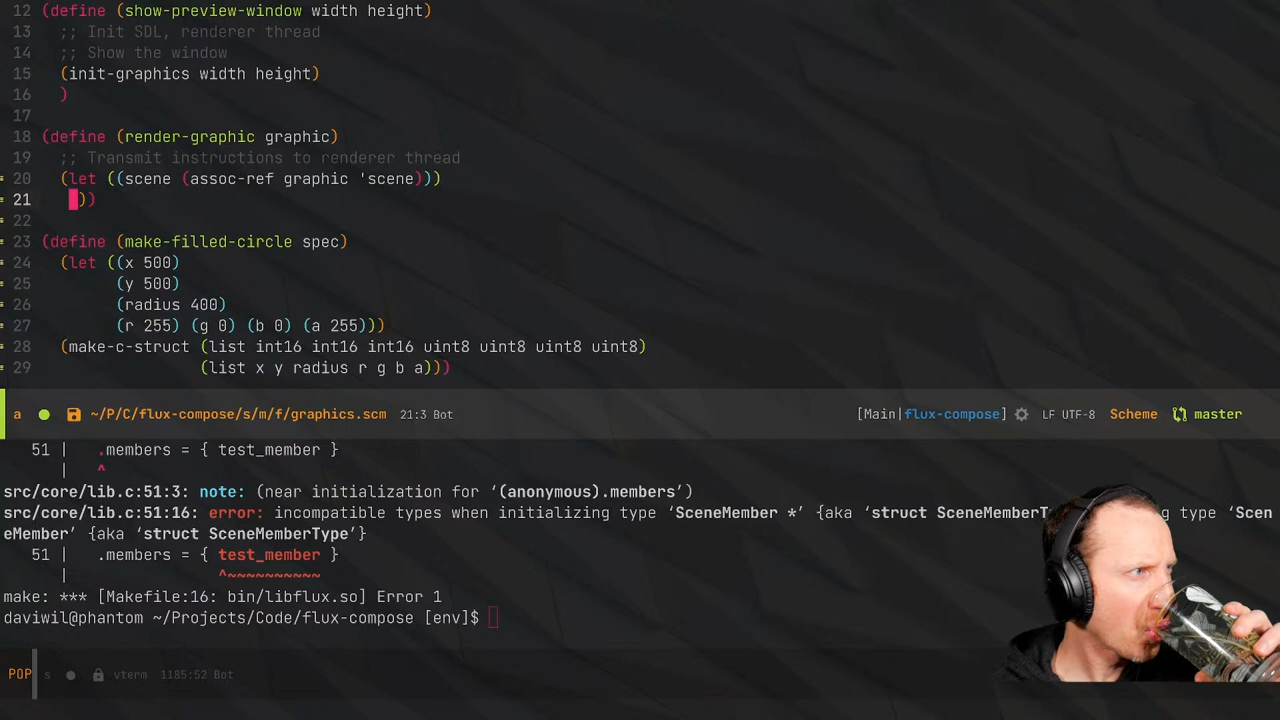 12 (define (show-preview-window width height)
13 ;; Init SDL, renderer thread
14 ;; Show the window
15 (init-graphics width height)
16 )
17
18 (define (render-graphic graphic)
19 ;; Transmit instructions to renderer thread
20 (let ((scene (assoc-ref graphic 'scene)))
21 ))
22
23 (define (make-filled-circle spec)
24 (let ((x 500)
25 (y 500)
26 (radius 400)
27 (r 255) (g 0) (b 0) (a 255)))
28 (make-c-struct (list int16 int16 int16 uint8 uint8 uint8 uint8)
29 (list x y radius r g b a)))
a ~/P/C/flux-compose/s/m/f/graphics.scm 21:3 Bot [Main|flux-compose] LF UTF-8 Scheme master
51 | .members = { test_member }
| ^
src/core/lib.c:51:3: note: (near initialization for ‘(anonymous).members’)
src/core/lib.c:51:16: error: incompatible types when initializing type ‘SceneMember *’ {aka ‘struct g type ‘Scen
eMember’ {aka ‘struct SceneMemberType’}
51 | .members = { test_member }
| ^~~~~~~~~~~
make: *** [Makefile:16: bin/libflux.so] Error 1
daviwil@phantom ~/Projects/Code/flux-compose [env]$
POP s vterm 1185:52 Bot